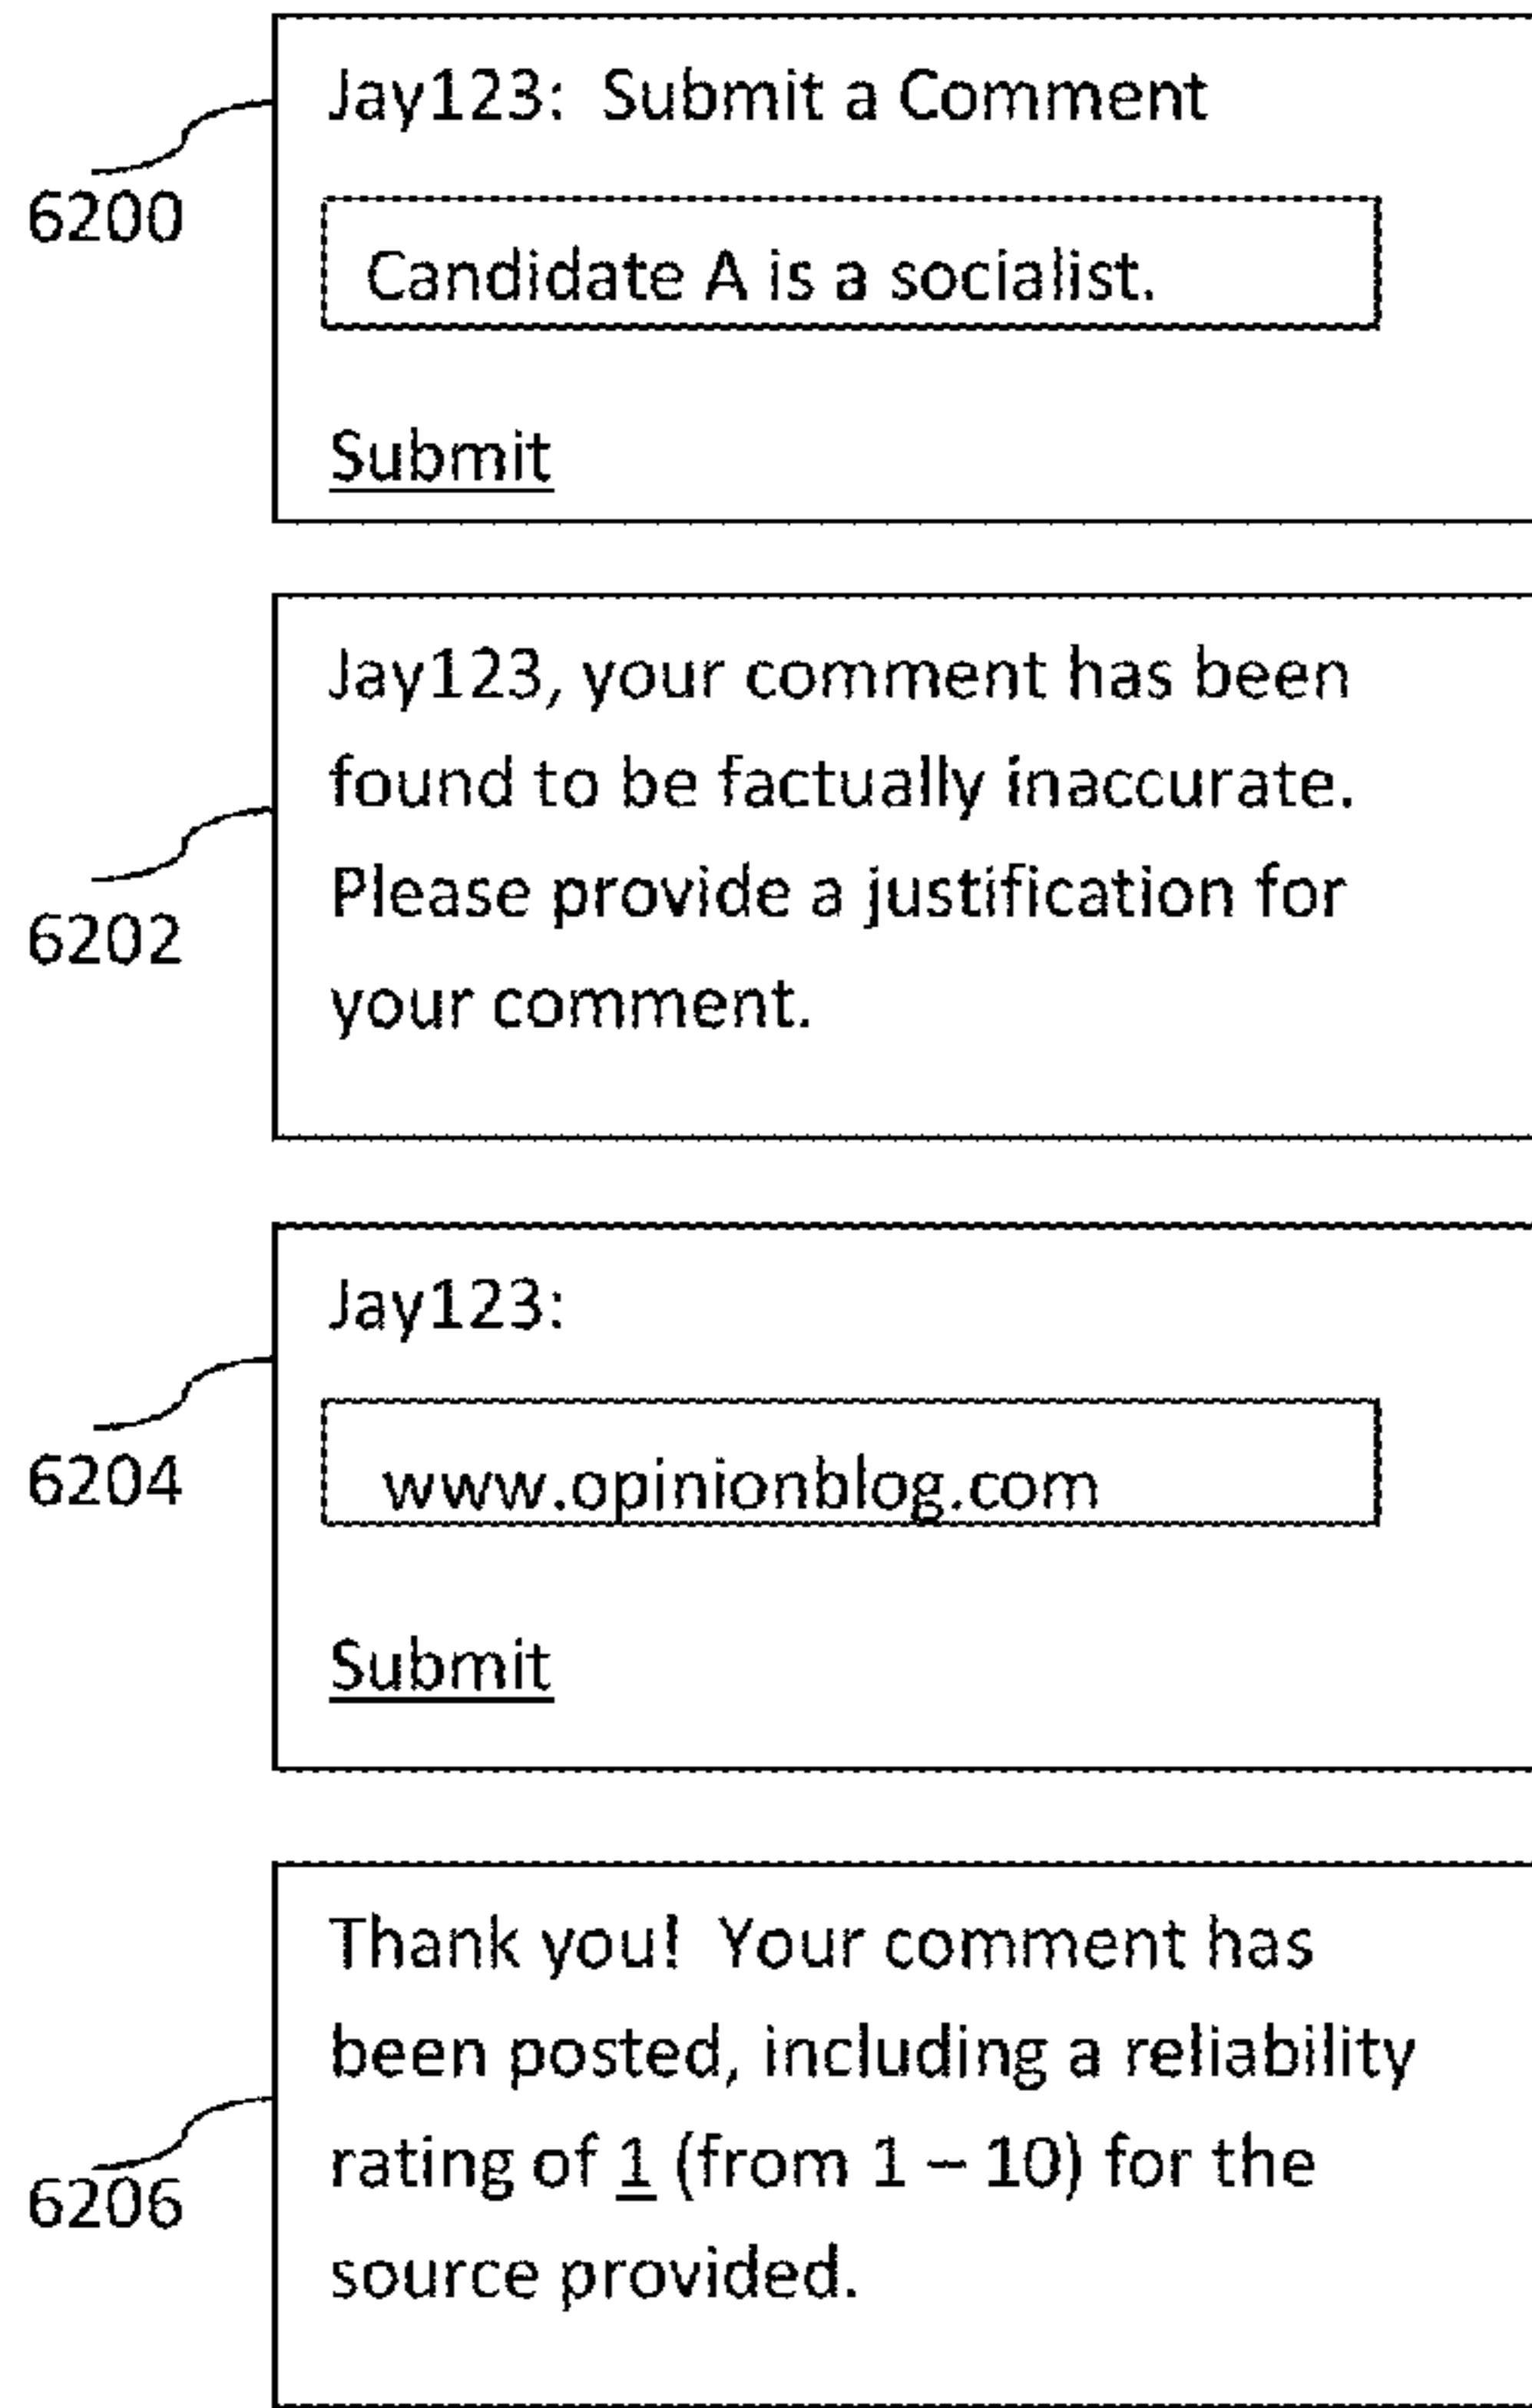 Jay123:  Submit a Comment
6200
Candidate A is a socialist.
Submit
Jay123, your comment has been
found to be factually inaccurate.
Please provide a justification for
6202
your comment.
Jay123:
6204
www.opinionblog.com
Submit
Thank you!  Your comment has
been posted, including a reliability
rating of 1 (from 1 – 10) for the
6206
source provided.